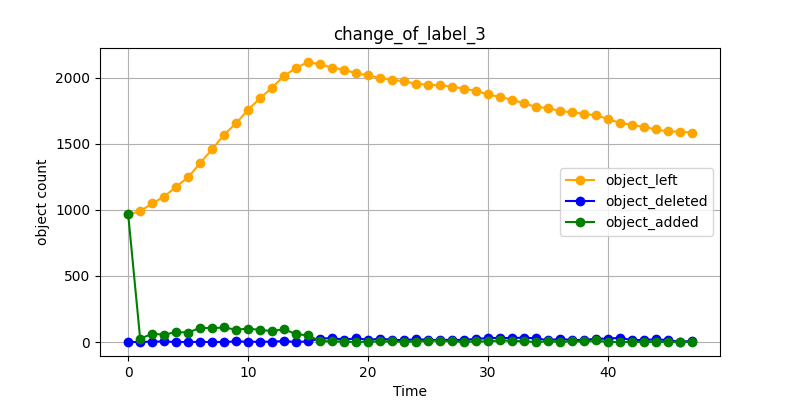 change_of_label_3
object count
2000
1500
1000
500
0
object_left
object_deleted
object_added
0 10 20 30 40
Time